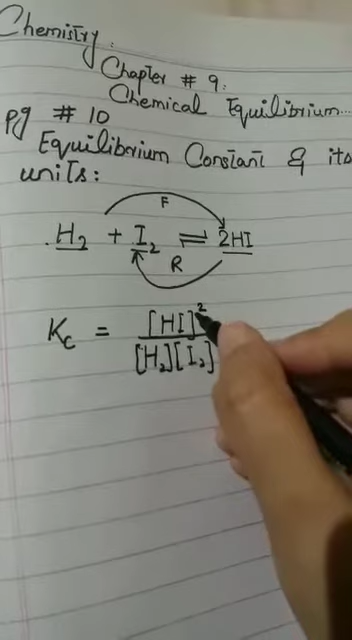 Chemistry:
Chapter # 9:
Chemical Equilibrium...
pg # 10
Equilibrium Constant & its
units:
F
H₂ + I₂ ⇌ 2HI
R
Kc = [HI]²
[H₂][I₂]